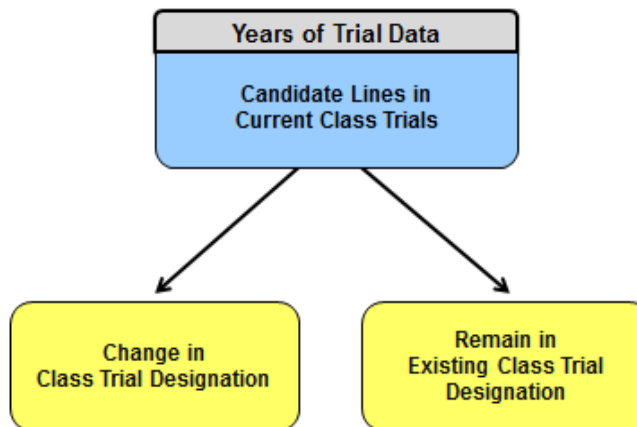 Years of Trial Data
Candidate Lines in
Current Class Trials
Change in
Class Trial Designation
Remain in
Existing Class Trial
Designation